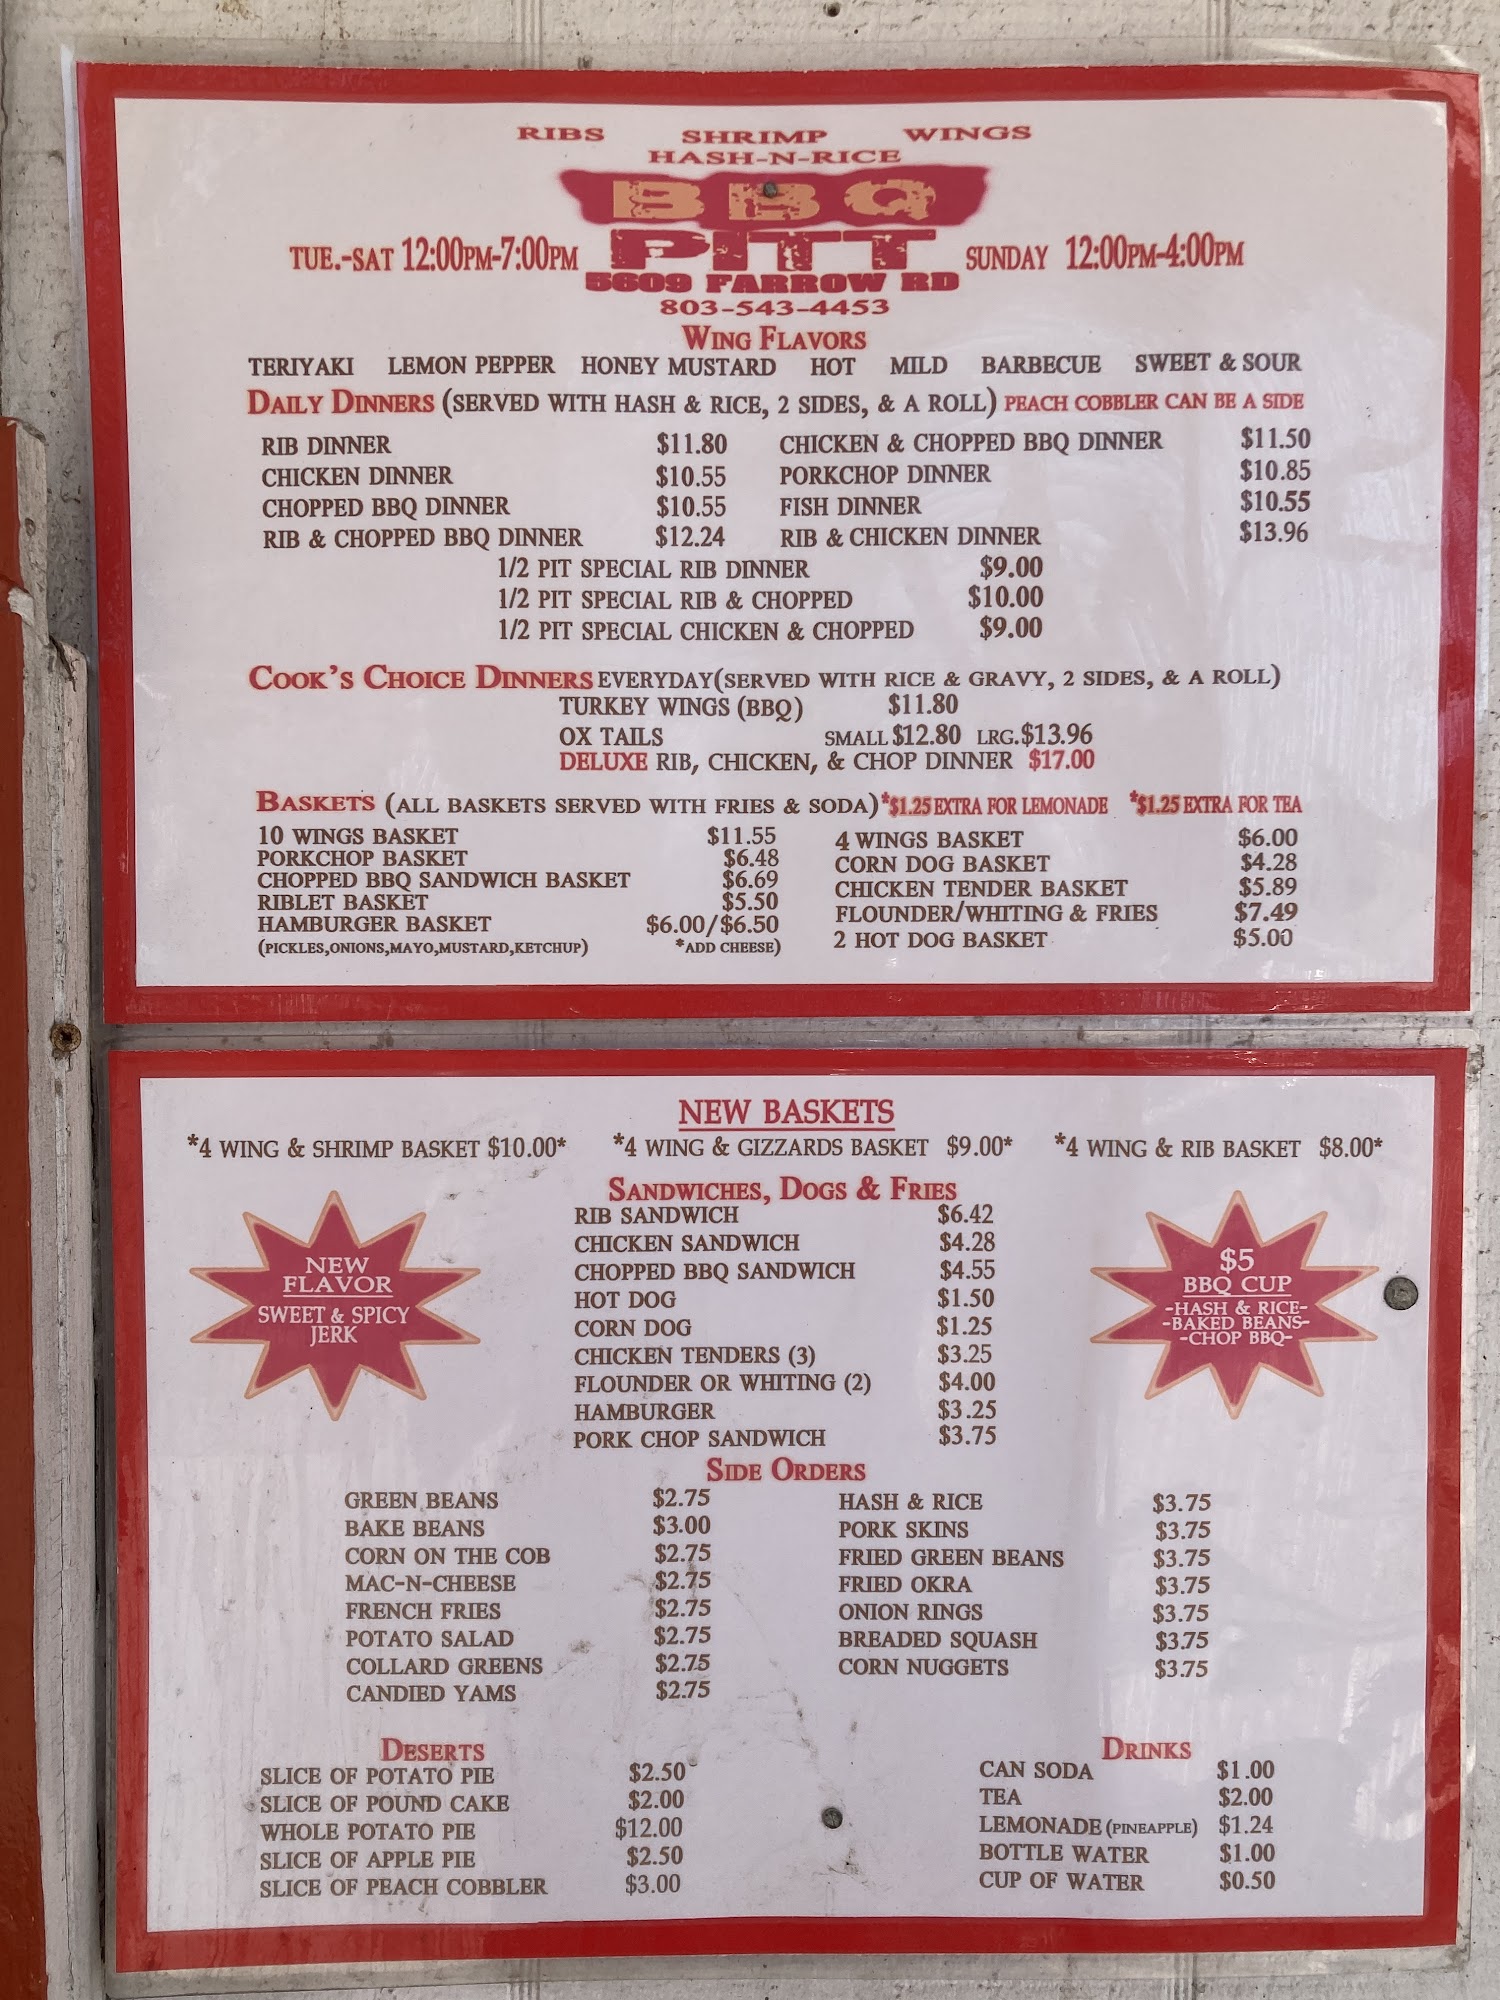 RIBS SHRIMP WINGS
HASH-N-RICE
BBQ
PITT
TUE.-SAT 12:00PM-7:00PM
SUNDAY 12:00PM-4:00PM
5609 FARROW RD
803-543-4453
WING FLAVORS
TERIYAKI LEMON PEPPER HONEY MUSTARD HOT MILD BARBECUE SWEET & SOUR
DAILY DINNERS (SERVED WITH HASH & RICE, 2 SIDES, & A ROLL) PEACH COBBLER CAN BE A SIDE
RIB DINNER $11.80
CHICKEN DINNER $10.55
CHOPPED BBQ DINNER $10.55
RIB & CHOPPED BBQ DINNER $12.24
CHICKEN & CHOPPED BBQ DINNER $11.50
PORKCHOP DINNER $10.85
FISH DINNER $10.55
RIB & CHICKEN DINNER $13.96
1/2 PIT SPECIAL RIB DINNER $9.00
1/2 PIT SPECIAL RIB & CHOPPED $10.00
1/2 PIT SPECIAL CHICKEN & CHOPPED $9.00
COOK'S CHOICE DINNERS EVERYDAY(SERVED WITH RICE & GRAVY, 2 SIDES, & A ROLL)
TURKEY WINGS (BBQ) $11.80
OX TAILS SMALL $12.80 LRG.$13.96
DELUXE RIB, CHICKEN, & CHOP DINNER $17.00
BASKETS (ALL BASKETS SERVED WITH FRIES & SODA) *$1.25 EXTRA FOR LEMONADE *$1.25 EXTRA FOR TEA
10 WINGS BASKET $11.55
PORKCHOP BASKET $6.48
CHOPPED BBQ SANDWICH BASKET $6.69
RIBLET BASKET $5.50
HAMBURGER BASKET $6.00/$6.50
(PICKLES,ONIONS,MAYO,MUSTARD,KETCHUP) *ADD CHEESE)
4 WINGS BASKET $6.00
CORN DOG BASKET $4.28
CHICKEN TENDER BASKET $5.89
FLOUNDER/WHITING & FRIES $7.49
2 HOT DOG BASKET $5.00
NEW BASKETS
*4 WING & SHRIMP BASKET $10.00* *4 WING & GIZZARDS BASKET $9.00* *4 WING & RIB BASKET $8.00*
NEW
FLAVOR
SWEET & SPICY
JERK
SANDWICHES, DOGS & FRIES
RIB SANDWICH $6.42
CHICKEN SANDWICH $4.28
CHOPPED BBQ SANDWICH $4.55
HOT DOG $1.50
CORN DOG $1.25
CHICKEN TENDERS (3) $3.25
FLOUNDER OR WHITING (2) $4.00
HAMBURGER $3.25
PORK CHOP SANDWICH $3.75
$5
BBQ CUP
-HASH & RICE-
-BAKED BEANS-
-CHOP BBQ-
SIDE ORDERS
GREEN BEANS $2.75
BAKE BEANS $3.00
CORN ON THE COB $2.75
MAC-N-CHEESE $2.75
FRENCH FRIES $2.75
POTATO SALAD $2.75
COLLARD GREENS $2.75
CANDIED YAMS $2.75
HASH & RICE $3.75
PORK SKINS $3.75
FRIED GREEN BEANS $3.75
FRIED OKRA $3.75
ONION RINGS $3.75
BREADED SQUASH $3.75
CORN NUGGETS $3.75
DESERTS
SLICE OF POTATO PIE $2.50
SLICE OF POUND CAKE $2.00
WHOLE POTATO PIE $12.00
SLICE OF APPLE PIE $2.50
SLICE OF PEACH COBBLER $3.00
DRINKS
CAN SODA $1.00
TEA $2.00
LEMONADE (PINEAPPLE) $1.24
BOTTLE WATER $1.00
CUP OF WATER $0.50